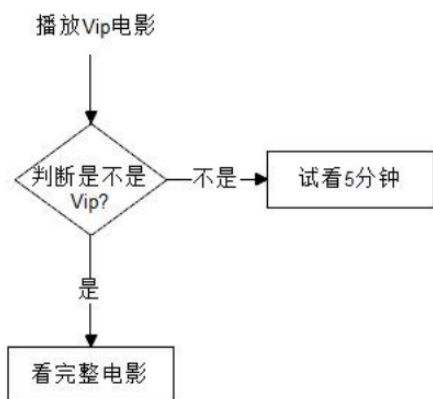 播放Vip电影
判断是不是
Vip?
不是
试看5分钟
是
看完整电影